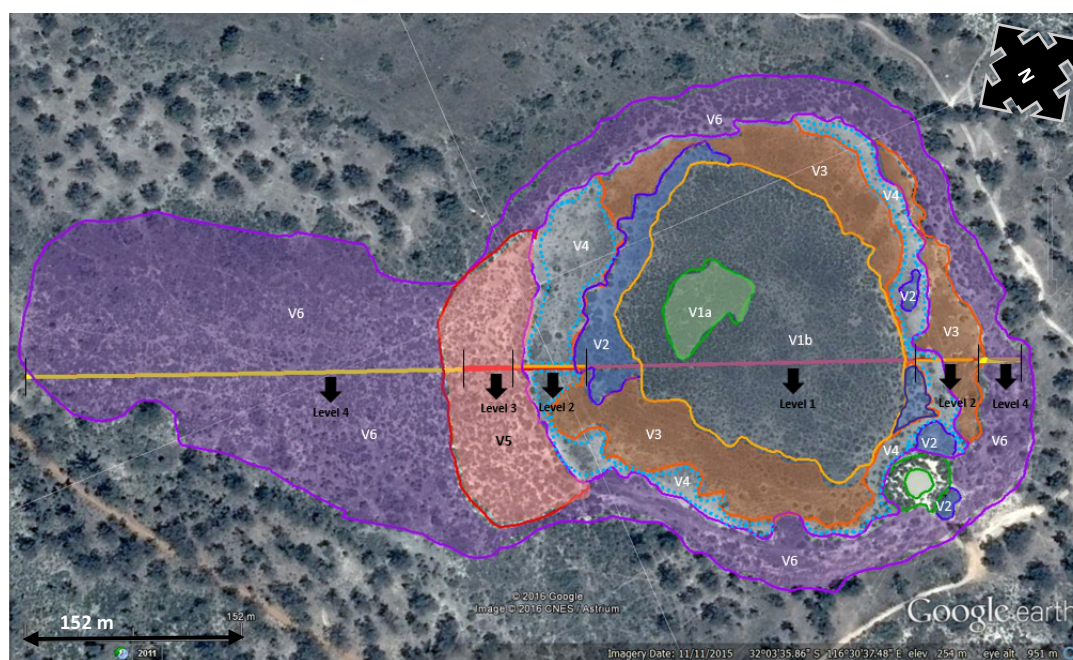 N
V6
V3
V4
V4
V6
V2
V1a
V3
V2
V1b
Level 4
Level 3
Level 2
Level 1
Level 2
Level 4
V6
V5
V3
V4
V2
V6
V4
V2
V6
© 2016 Google
Image © 2016 CNES / Astrium
Google earth
152 m
152 m
2011
Imagery Date: 11/11/2015 32°03'35.86" S 116°30'37.48" E elev 254 m eye alt 951 m